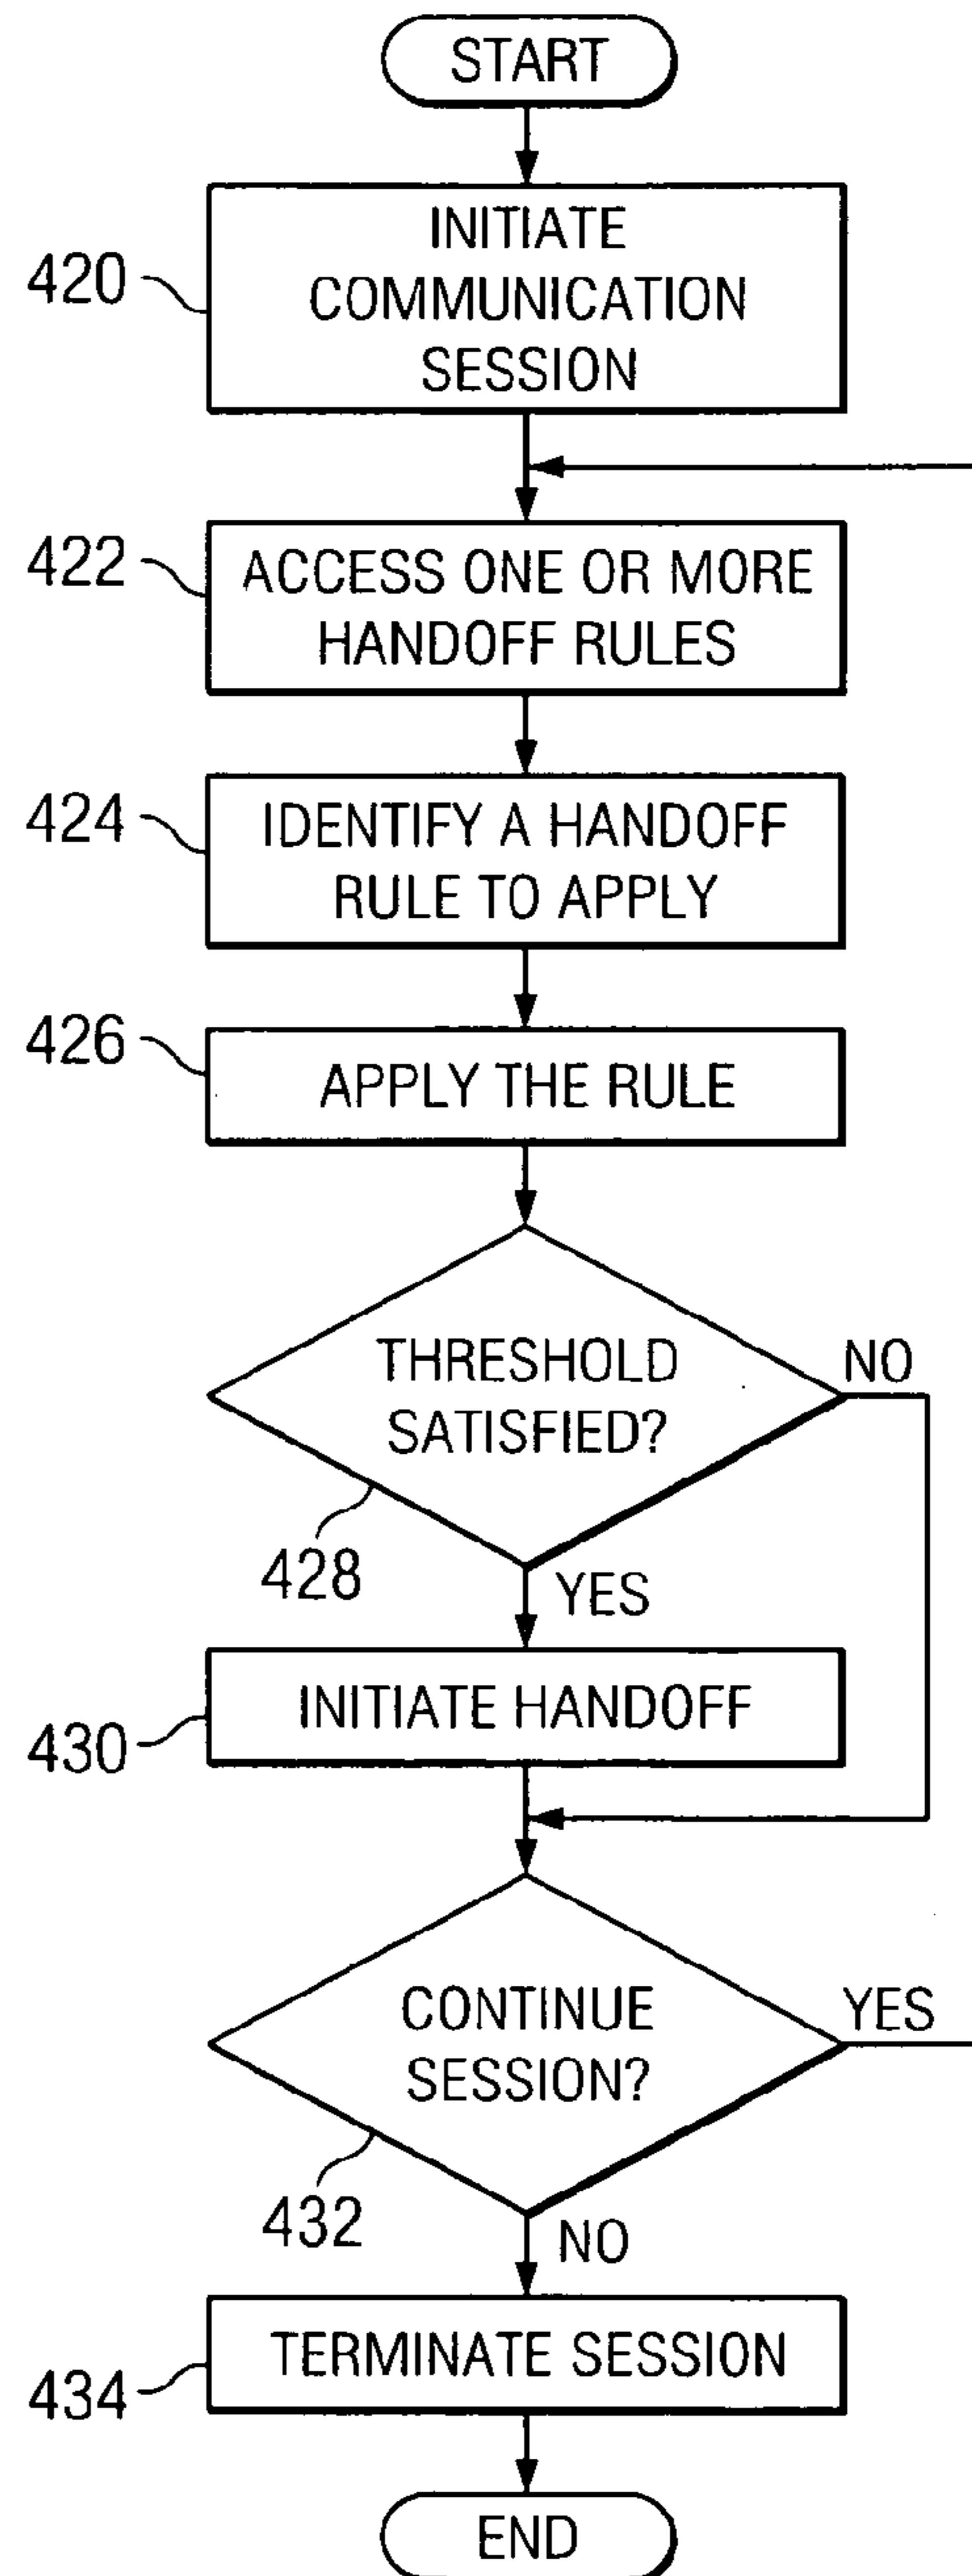 START
420
INITIATE
COMMUNICATION
SESSION
422
ACCESS ONE OR MORE
HANDOFF RULES
424
IDENTIFY A HANDOFF
RULE TO APPLY
426
APPLY THE RULE
THRESHOLD
SATISFIED?
NO
428
YES
INITIATE HANDOFF
430
CONTINUE
SESSION?
YES
432
NO
TERMINATE SESSION
434
END